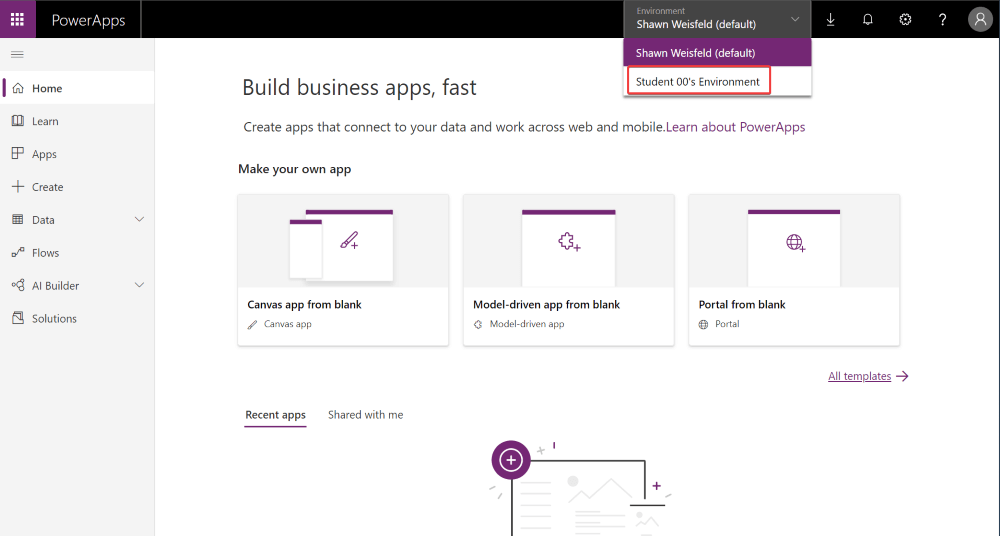 PowerApps
Environment
Shawn Weisfeld (default)
Shawn Weisfeld (default)
Student 00's Environment
Home
Learn
Apps
Create
Data
Flows
AI Builder
Solutions
Build business apps, fast
Create apps that connect to your data and work across web and mobile.Learn about PowerApps
Make your own app
Canvas app from blank
Canvas app
Model-driven app from blank
Model-driven app
Portal from blank
Portal
All templates
Recent apps Shared with me